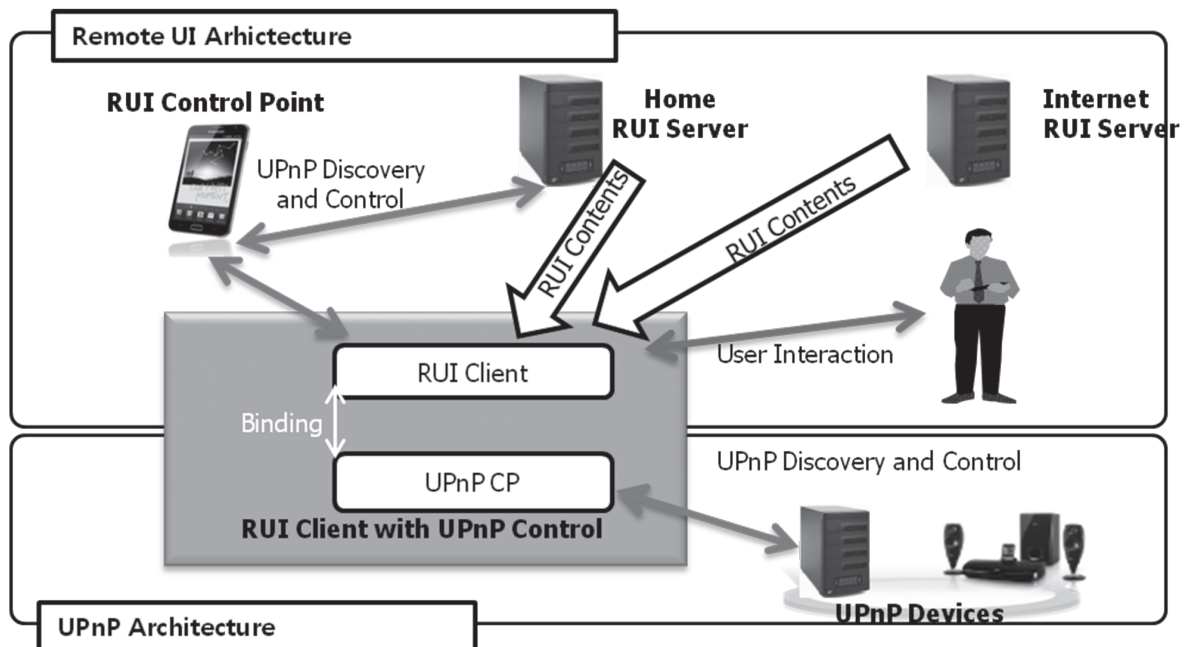 Remote UI Arhictecture
RUI Control Point
Home
RUI Server
Internet
RUI Server
UPnP Discovery
and Control
RUI Contents
RUI Contents
RUI Client
User Interaction
Binding
UPnP CP
RUI Client with UPnP Control
UPnP Discovery and Control
UPnP Devices
UPnP Architecture